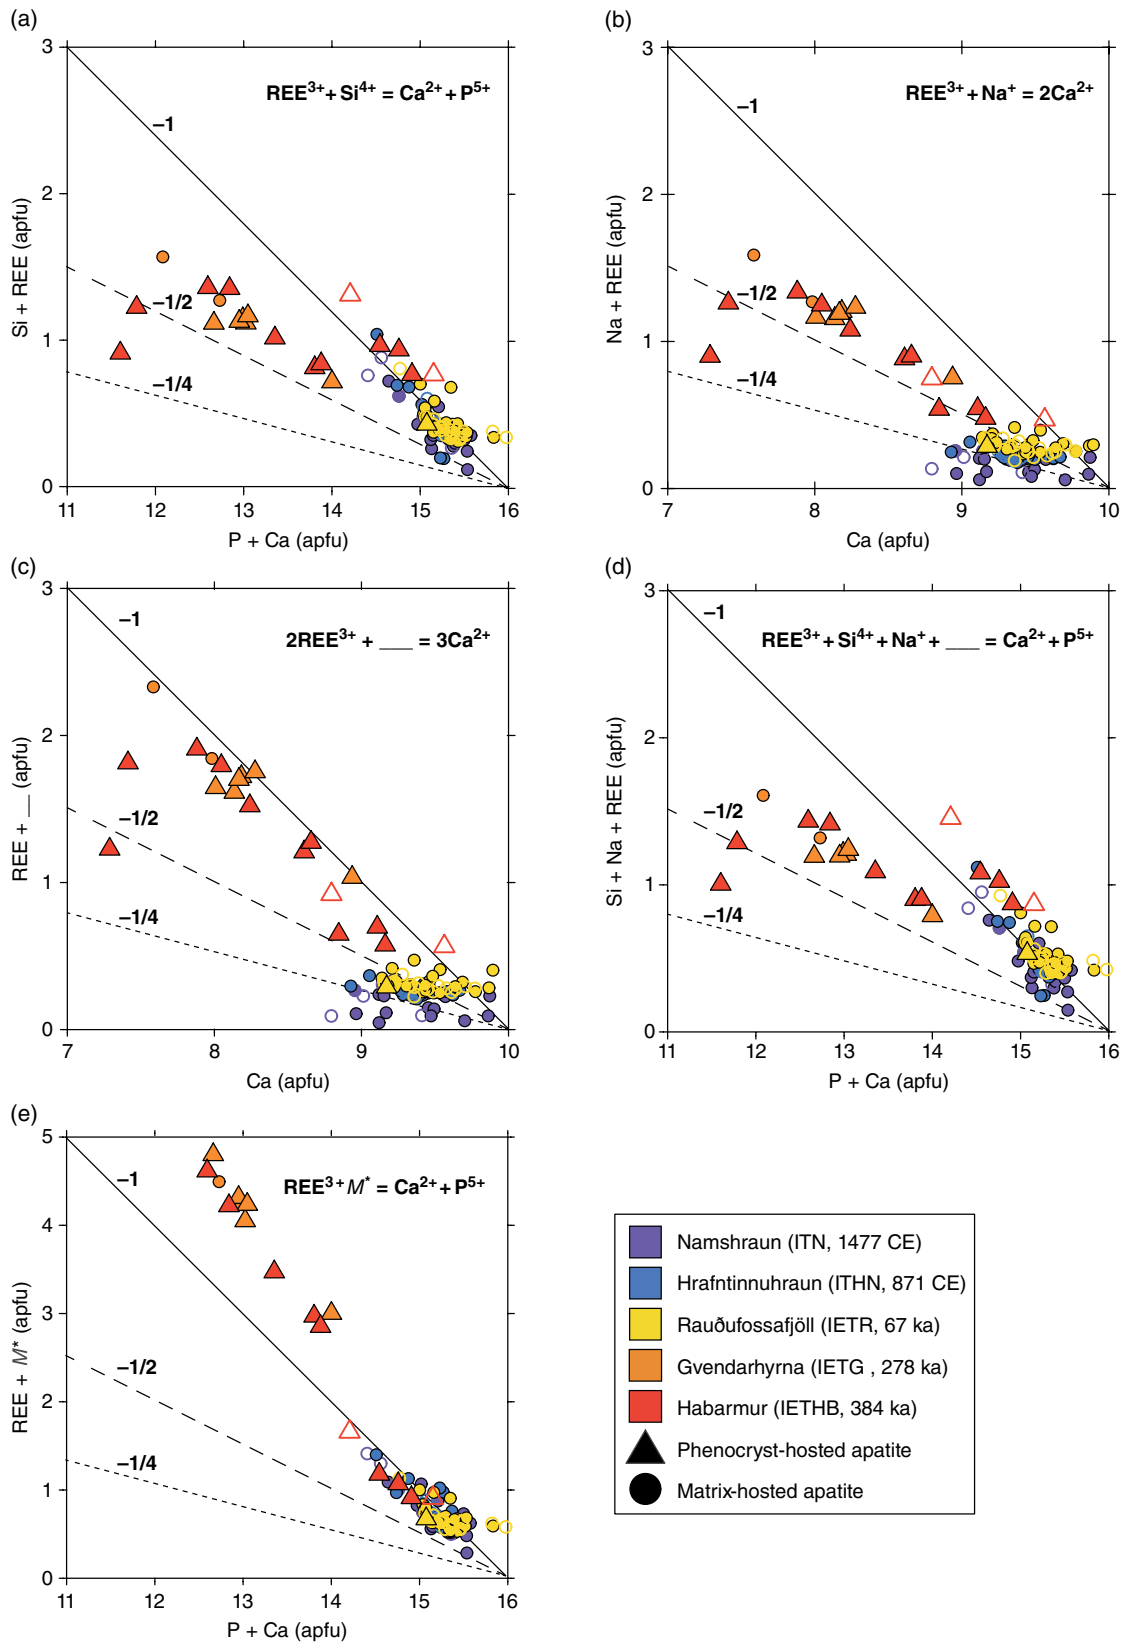 (a)
3
REE3+ + Si4+ = Ca2+ + P5+
–1
2
Si + REE (apfu)
–1/2
1
–1/4
0
11 12 13 14 15 16
P + Ca (apfu)
(b)
3
REE3+ + Na+ = 2Ca2+
–1
2
Na + REE (apfu)
–1/2
1
–1/4
0
7 8 9 10
Ca (apfu)
(c)
3
–1
2REE3+ + ___ = 3Ca2+
2
REE + __ (apfu)
–1/2
1
–1/4
0
7 8 9 10
Ca (apfu)
(d)
3
–1
REE3+ + Si4+ + Na+ + ___ = Ca2+ + P5+
2
Si + Na + REE (apfu)
–1/2
1
–1/4
0
11 12 13 14 15 16
P + Ca (apfu)
(e)
5
–1
REE3+ M* = Ca2+ + P5+
4
3
REE + M* (apfu)
–1/2
2
–1/4
1
0
11 12 13 14 15 16
P + Ca (apfu)
Namshraun (ITN, 1477 CE)
Hrafntinnuhraun (ITHN, 871 CE)
Rauðufossafjöll (IETR, 67 ka)
Gvendarhyrna (IETG , 278 ka)
Habarmur (IETHB, 384 ka)
Phenocryst-hosted apatite
Matrix-hosted apatite